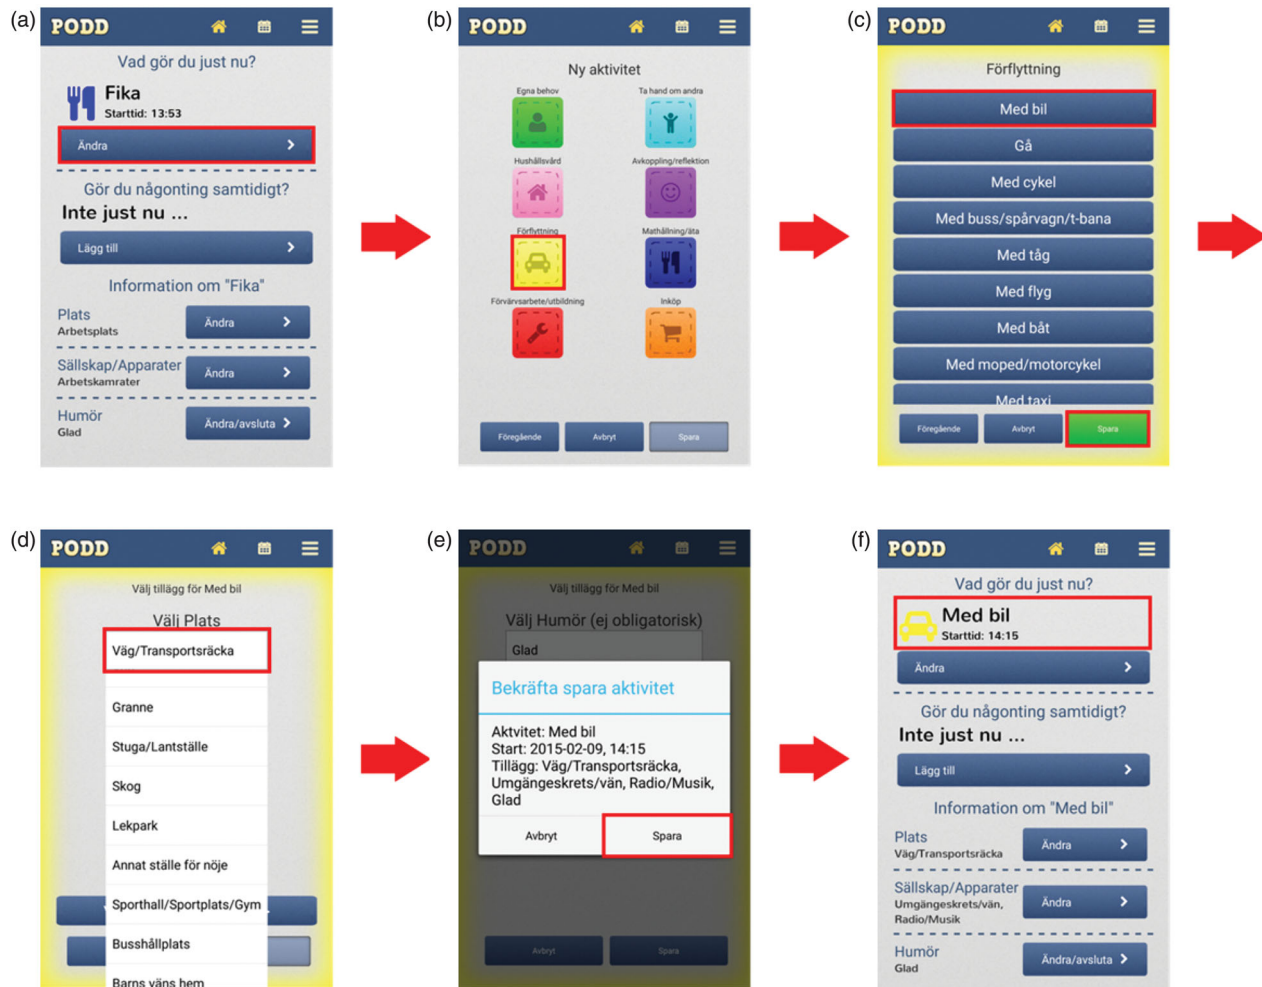 (a)
PODD
Vad gör du just nu?
Fika
Starttid: 13:53
Ändra
Gör du någonting samtidigt?
Inte just nu ...
Lägg till
Information om "Fika"
Plats
Arbetsplats
Ändra
Sällskap/Apparater
Arbetskamrater
Ändra
Humör
Glad
Ändra/avsluta
(b)
PODD
Ny aktivitet
Egna behov
Ta hand om andra
Hushållsvård
Avkoppling/reflektion
Förflyttning
Mathållning/äta
Förvärvsarbete/utbildning
Inköp
Föregående
Avbryt
Spara
(c)
PODD
Förflyttning
Med bil
Gå
Med cykel
Med buss/spårvagn/t-bana
Med tåg
Med flyg
Med båt
Med moped/motorcykel
Med taxi
Föregående
Avbryt
Spara
(d)
PODD
Välj tillägg för Med bil
Välj Plats
Väg/Transportsräcka
Granne
Stuga/Lantställe
Skog
Lekpark
Annat ställe för nöje
Sporthall/Sportplats/Gym
Busshållplats
Barns väns hem
(e)
PODD
Välj tillägg för Med bil
Välj Humör (ej obligatorisk)
Glad
Bekräfta spara aktivitet
Aktvitet: Med bil
Start: 2015-02-09, 14:15
Tillägg: Väg/Transportsräcka,
Umgängeskrets/vän, Radio/Musik,
Glad
Avbryt
Spara
Avbryt
Spara
(f)
PODD
Vad gör du just nu?
Med bil
Starttid: 14:15
Ändra
Gör du någonting samtidigt?
Inte just nu ...
Lägg till
Information om "Med bil"
Plats
Väg/Transportsräcka
Ändra
Sällskap/Apparater
Umgängeskrets/vän,
Radio/Musik
Ändra
Humör
Glad
Ändra/avsluta